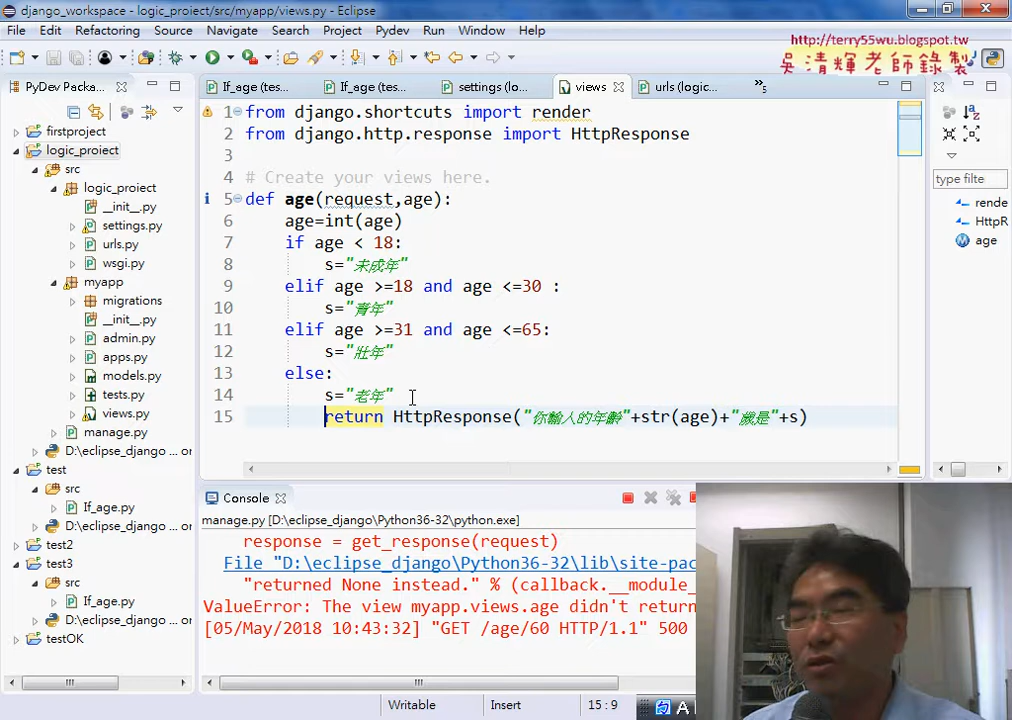 django_workspace - logic_proiect/src/myapp/views.py - Eclipse
File Edit Refactoring Source Navigate Search Project Pydev Run Window Help
http://terry55wu.blogspot.tw
吳清輝老師錄製
PyDev Packa...
If_age (tes...
If_age (tes...
settings (lo...
views
urls (logic...
»5
firstproject
logic_proiect
src
logic_proiect
__init__.py
settings.py
urls.py
wsgi.py
myapp
migrations
__init__.py
admin.py
apps.py
models.py
tests.py
views.py
manage.py
D:\eclipse_django\ or
test
src
If_age.py
D:\eclipse_django\ or
test2
test3
src
If_age.py
D:\eclipse_django\ or
testOK
1 from django.shortcuts import render
2 from django.http.response import HttpResponse
3
4 # Create your views here.
5 def age(request,age):
6 age=int(age)
7 if age < 18:
8 s="未成年"
9 elif age >=18 and age <=30 :
10 s="青年"
11 elif age >=31 and age <=65:
12 s="壯年"
13 else:
14 s="老年"
15 return HttpResponse("你輸人的年齡"+str(age)+"歲是"+s)
type filte
rende
HttpR
age
Console
manage.py [D:\eclipse_django\Python36-32\python.exe]
response = get_response(request)
File "D:\eclipse_django\Python36-32\lib\site-pac
"returned None instead." % (callback.__module_
ValueError: The view myapp.views.age didn't return
[05/May/2018 10:43:32] "GET /age/60 HTTP/1.1" 500
Writable
Insert
15 : 9
A